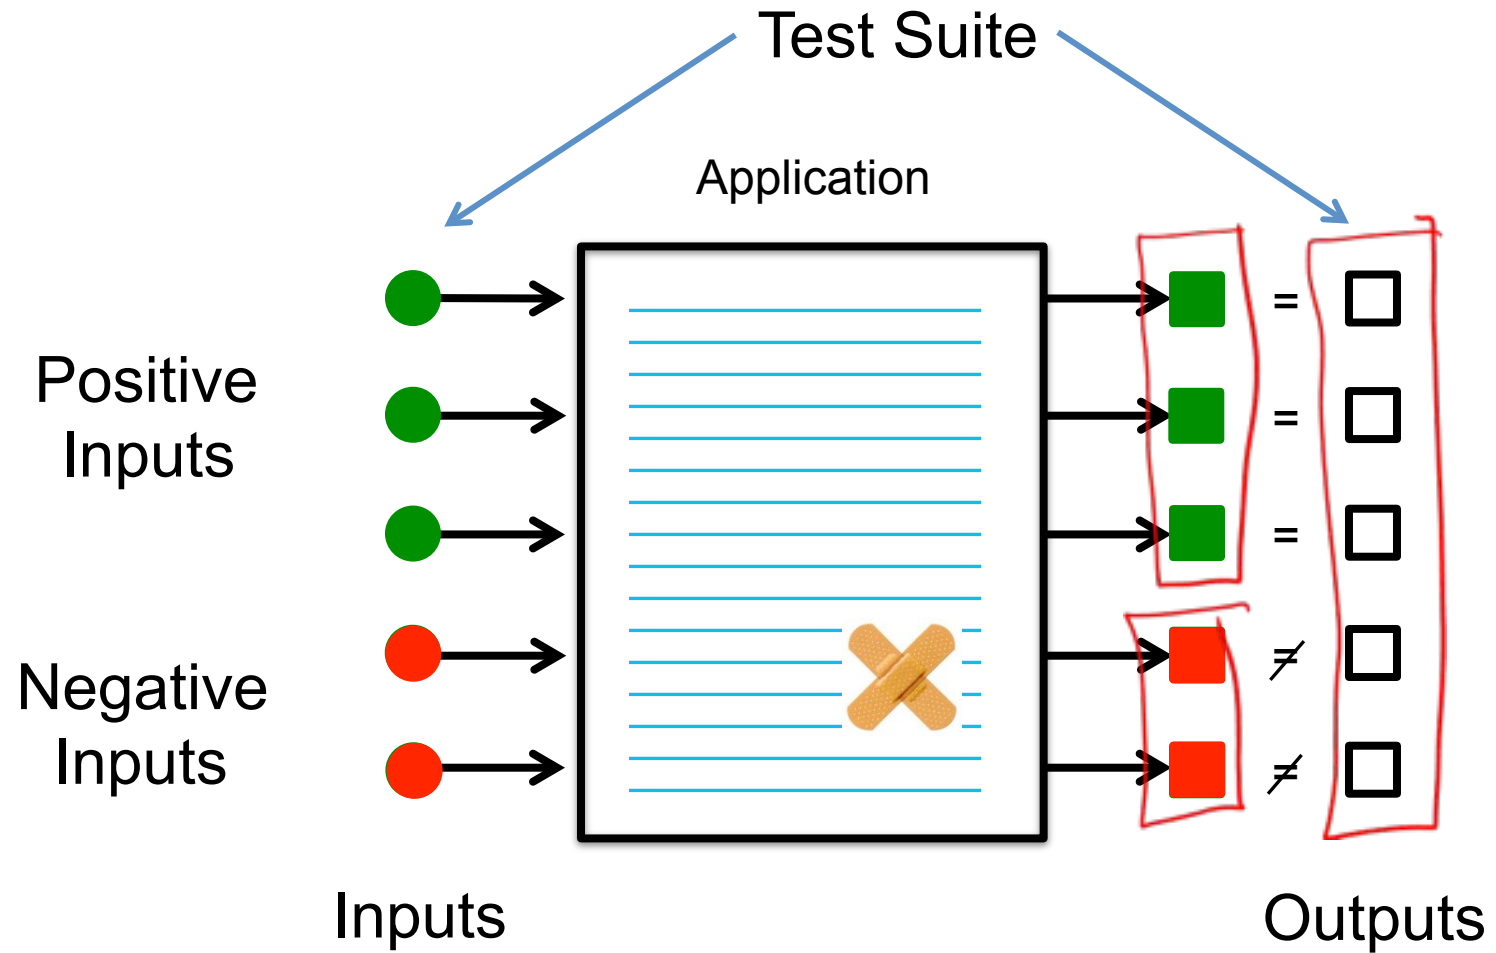 Test Suite
Application
=
=
Positive
Inputs
=
≠
Negative
Inputs
≠
Inputs
Outputs